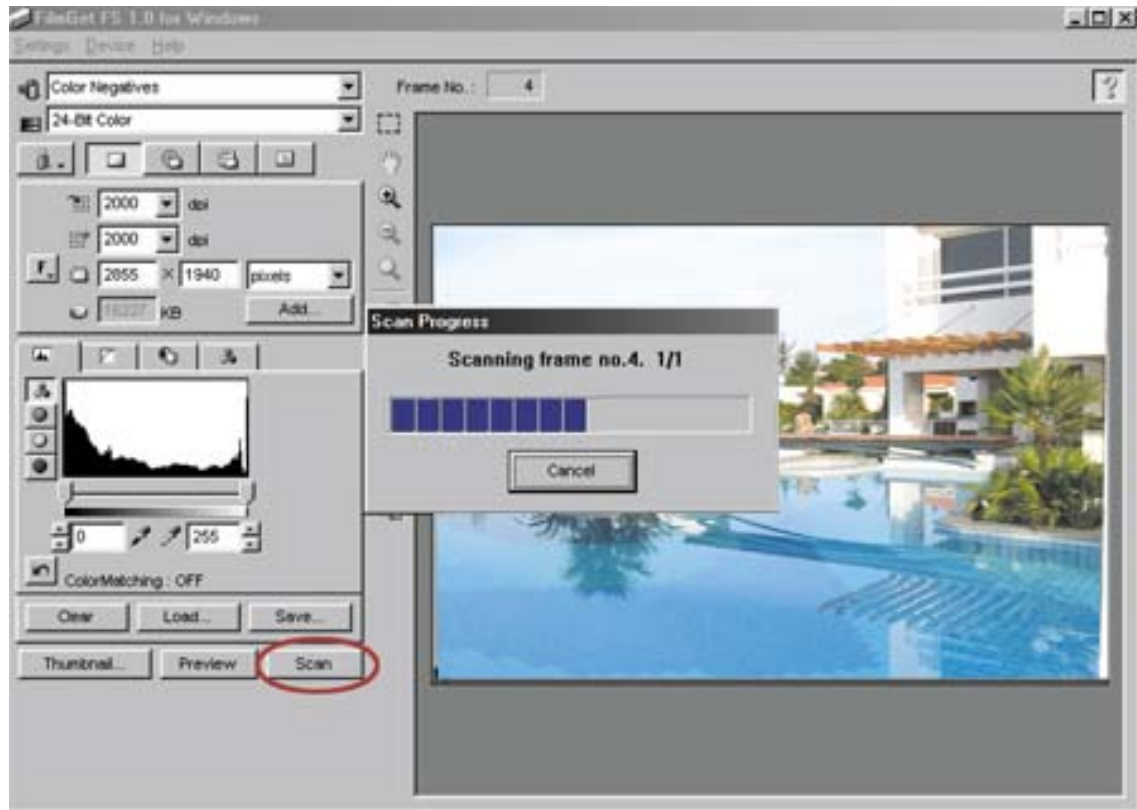 FilmGet FS 1.0 for Windows
Settings Device Help
Color Negatives
Frame No. : 4
24-Bit Color
2000 dpi
2000 dpi
F.
2855 × 1940 pixels
KB Add...
Scan Progress
Scanning frame no.4. 1/1
Cancel
0 255
ColorMatching : OFF
Clear Load... Save...
Thumbnail... Preview Scan